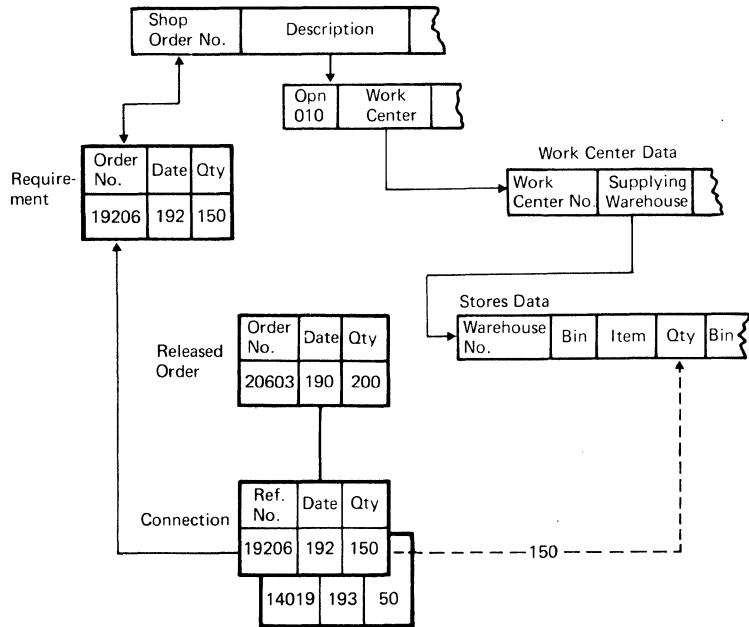 Shop
Order No.
Description
Opn
010
Work
Center
Work Center Data
Work
Center No.
Supplying
Warehouse
Require-
ment
Order
No.
Date
Qty
19206
192
150
Stores Data
Warehouse
No.
Bin
Item
Qty
Bin
Released
Order
Order
No.
Date
Qty
20603
190
200
Connection
Ref.
No.
Date
Qty
19206
192
150
150
14019
193
50